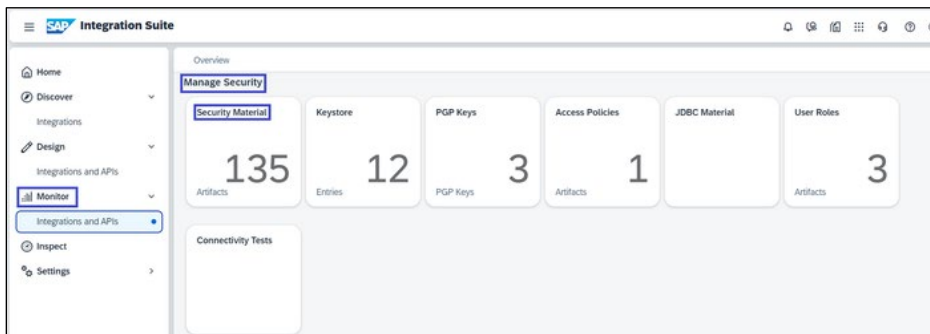 SAP Integration Suite
Home
Discover
Integrations
Design
Integrations and APIs
Monitor
Integrations and APIs
Inspect
Settings
Overview
Manage Security
Security Material
135
Artifacts
Keystore
12
Entries
PGP Keys
3
PGP Keys
Access Policies
1
Artifacts
JDBC Material
User Roles
3
Artifacts
Connectivity Tests